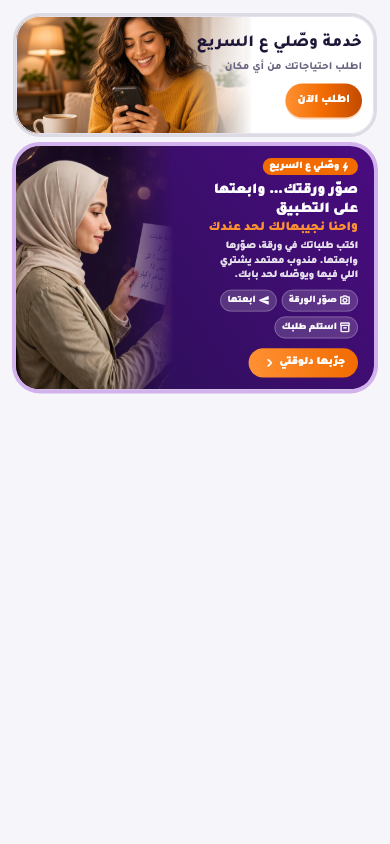 خدمة وصّلي ع السريع
اطلب احتياجاتك من أي مكان
اطلب الآن
وصّلي ع السريع
صوّر ورقتك... وابعتها
على التطبيق
واحنا نجيبهالك لحد عندك
اكتب طلباتك في ورقة، صوّرها
وابعتها. مندوب معتمد يشتري
اللي فيها ويوصّله لحد بابك.
صوّر الورقة
ابعتها
استلم طلبك
جرّبها دلوقتي